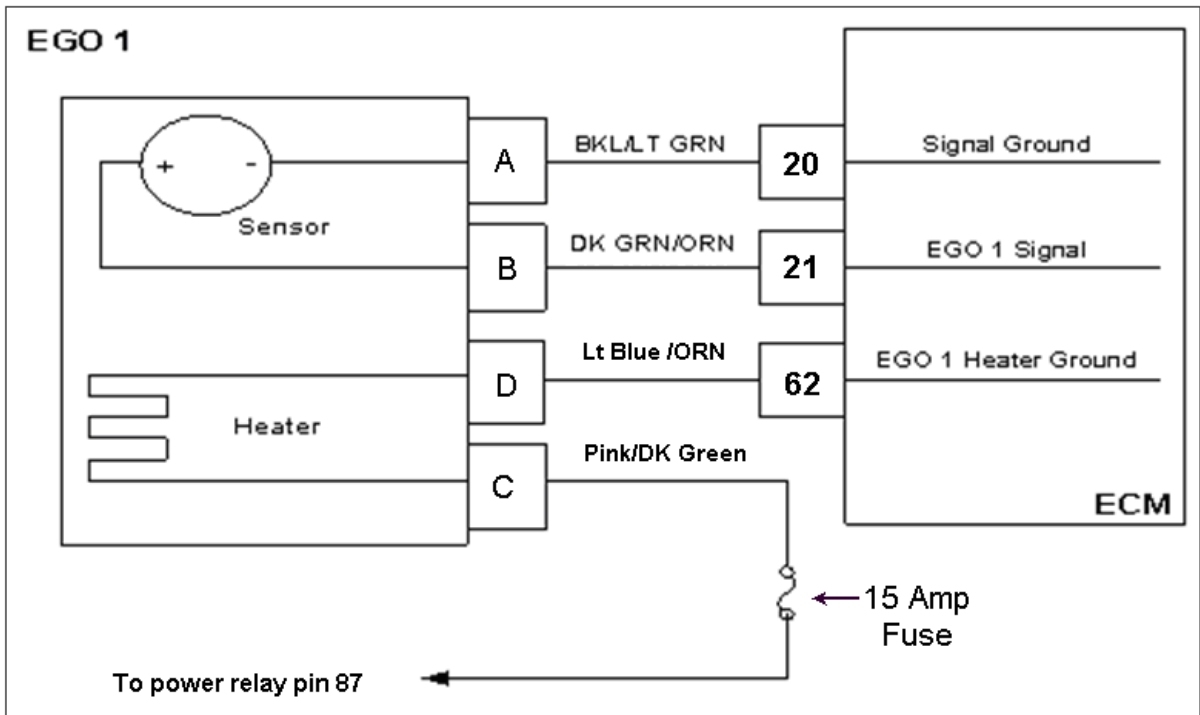 EGO 1
+ -
Sensor
Heater
A
B
D
C
BKL/LT GRN
DK GRN/ORN
Lt Blue /ORN
Pink/DK Green
20
21
62
Signal Ground
EGO 1 Signal
EGO 1 Heater Ground
ECM
15 Amp
Fuse
To power relay pin 87